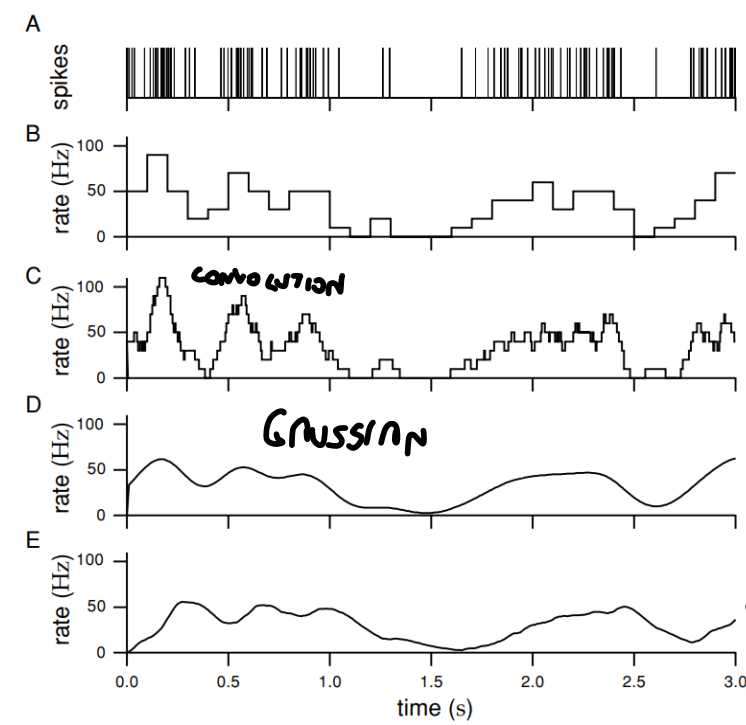 A
spikes
B
rate (Hz)
100
50
0
C
CONVOLUTION
rate (Hz)
100
50
0
D
GAUSSIAN
rate (Hz)
100
50
0
E
rate (Hz)
100
50
0
0.0 0.5 1.0 1.5 2.0 2.5 3.0
time (s)